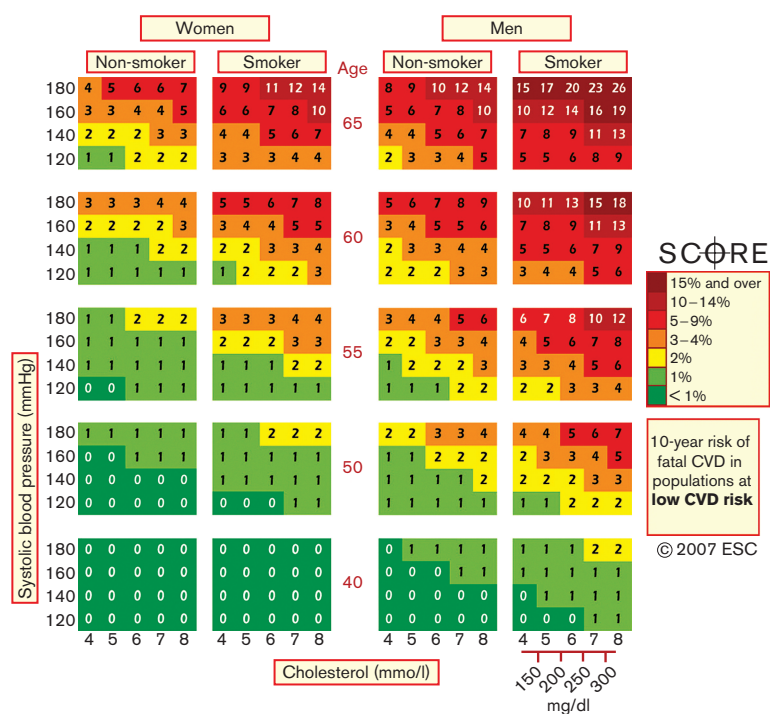 Women Men
Non-smoker Smoker Age Non-smoker Smoker
180 4 5 6 6 7 9 9 11 12 14 8 9 10 12 14 15 17 20 23 26
160 3 3 4 4 5 6 6 7 8 10 5 6 7 8 10 10 12 14 16 19
65
140 2 2 2 3 3 4 4 5 6 7 4 4 5 6 7 7 8 9 11 13
120 1 1 2 2 2 3 3 3 4 4 2 3 3 4 5 5 5 6 8 9
180 3 3 3 4 4 5 5 6 7 8 5 6 7 8 9 10 11 13 15 18
160 2 2 2 2 3 3 4 4 5 5 3 4 5 5 6 7 8 9 11 13
60
140 1 1 1 2 2 2 2 3 3 4 2 3 3 4 4 5 5 6 7 9
120 1 1 1 1 1 1 2 2 2 3 2 2 2 3 3 3 4 4 5 6
180 1 1 2 2 2 3 3 3 4 4 3 4 4 5 6 6 7 8 10 12
160 1 1 1 1 1 2 2 2 3 3 2 2 3 3 4 4 5 6 7 8
55
140 1 1 1 1 1 1 1 1 2 2 1 2 2 2 3 3 3 4 5 6
120 0 0 1 1 1 1 1 1 1 1 1 1 1 2 2 2 2 3 3 4
180 1 1 1 1 1 1 1 2 2 2 2 2 3 3 4 4 4 5 6 7
160 0 0 1 1 1 1 1 1 1 1 1 1 2 2 2 2 3 3 4 5
50
140 0 0 0 0 0 1 1 1 1 1 1 1 1 1 2 2 2 2 3 3
120 0 0 0 0 0 0 0 0 1 1 1 1 1 1 1 1 1 2 2 2
180 0 0 0 0 0 0 0 0 0 0 0 1 1 1 1 1 1 1 2 2
160 0 0 0 0 0 0 0 0 0 0 0 0 0 1 1 1 1 1 1 1
40
140 0 0 0 0 0 0 0 0 0 0 0 0 0 0 0 0 1 1 1 1
120 0 0 0 0 0 0 0 0 0 0 0 0 0 0 0 0 0 0 1 1
4 5 6 7 8 4 5 6 7 8 4 5 6 7 8 4 5 6 7 8
Systolic blood pressure (mmHg)
Cholesterol (mmo/l)
150 200 250 300
mg/dl
SCORE
15% and over
10–14%
5–9%
3–4%
2%
1%
< 1%
10-year risk of
fatal CVD in
populations at
low CVD risk
© 2007 ESC